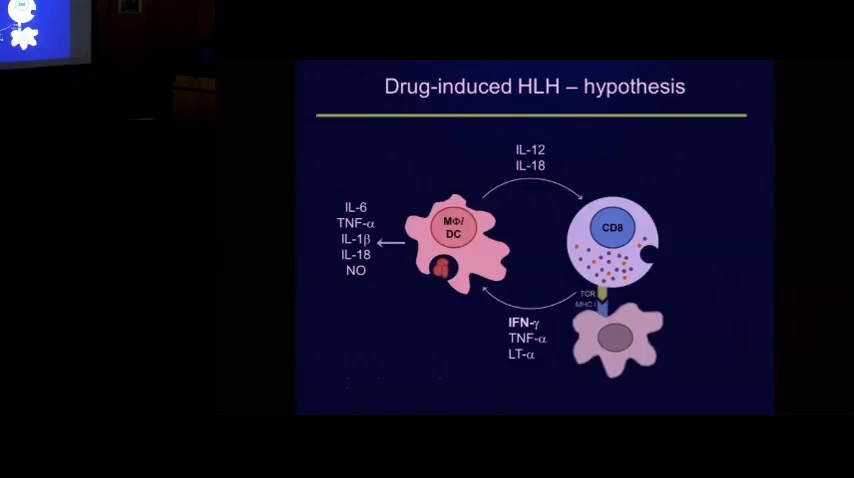 Drug-induced HLH – hypothesis
IL-12
IL-18
IL-6
TNF-α
IL-1β
IL-18
NO
MΦ/
DC
CD8
TCR
MHC I
IFN-γ
TNF-α
LT-α